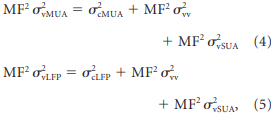 MF² σ²vMUA = σ²cMUA + MF² σ²vv
+ MF² σ²vSUA (4)
MF² σ²vLFP = σ²cLFP + MF² σ²vv
+ MF² σ²vSUA, (5)